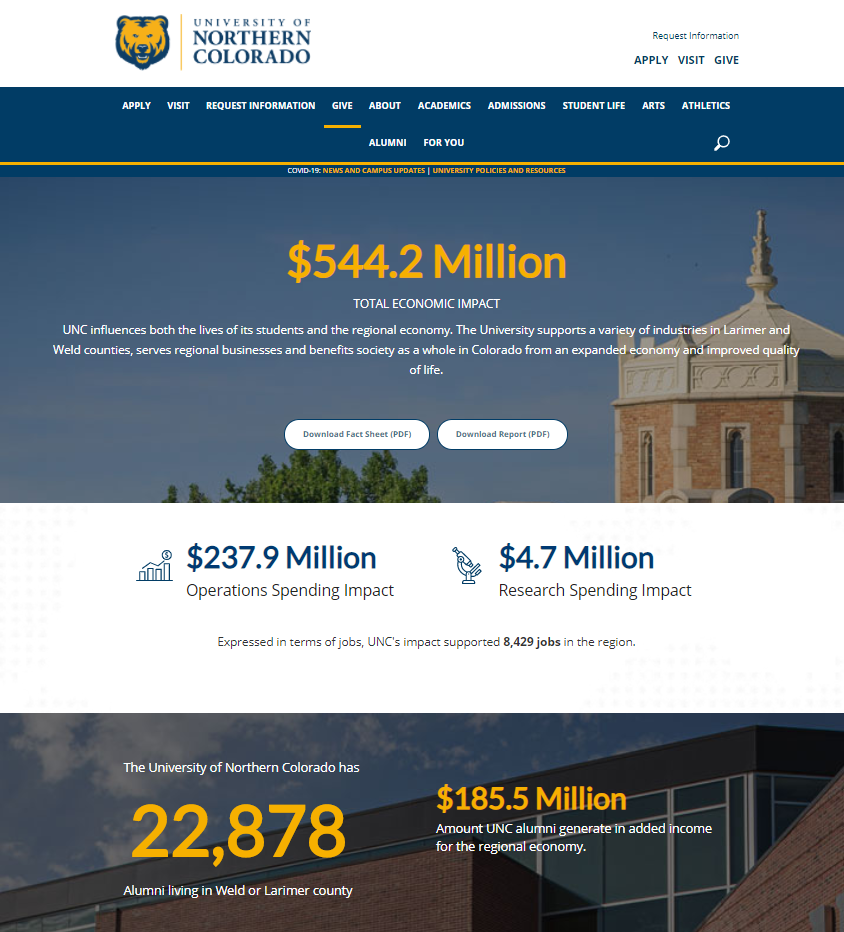 UNIVERSITY OF
NORTHERN
COLORADO
Request Information
APPLY VISIT GIVE
APPLY VISIT REQUEST INFORMATION GIVE ABOUT ACADEMICS ADMISSIONS STUDENT LIFE ARTS ATHLETICS
ALUMNI FOR YOU
COVID-19: NEWS AND CAMPUS UPDATES | UNIVERSITY POLICIES AND RESOURCES
$544.2 Million
TOTAL ECONOMIC IMPACT
UNC influences both the lives of its students and the regional economy. The University supports a variety of industries in Larimer and
Weld counties, serves regional businesses and benefits society as a whole in Colorado from an expanded economy and improved quality
of life.
Download Fact Sheet (PDF) Download Report (PDF)
$237.9 Million
Operations Spending Impact
$4.7 Million
Research Spending Impact
Expressed in terms of jobs, UNC's impact supported 8,429 jobs in the region.
The University of Northern Colorado has
22,878
Alumni living in Weld or Larimer county
$185.5 Million
Amount UNC alumni generate in added income
for the regional economy.